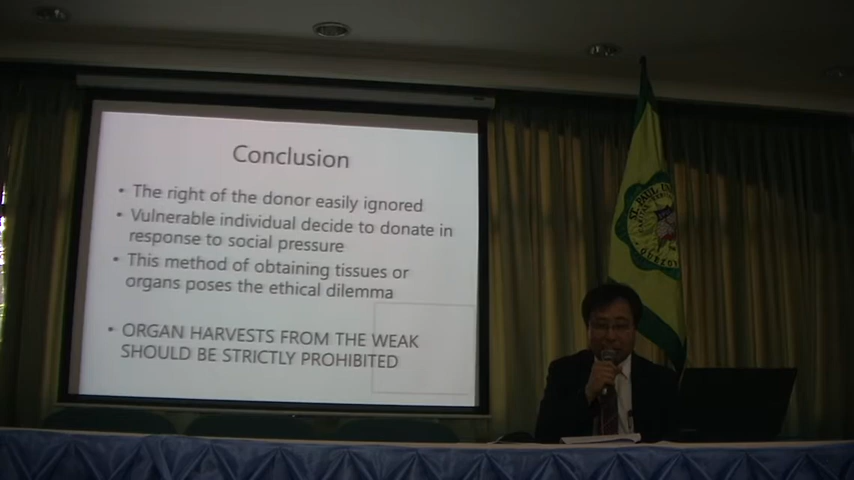 Conclusion
• The right of the donor easily ignored
• Vulnerable individual decide to donate in
response to social pressure
• This method of obtaining tissues or
organs poses the ethical dilemma
• ORGAN HARVESTS FROM THE WEAK
SHOULD BE STRICTLY PROHIBITED
ST. PAUL